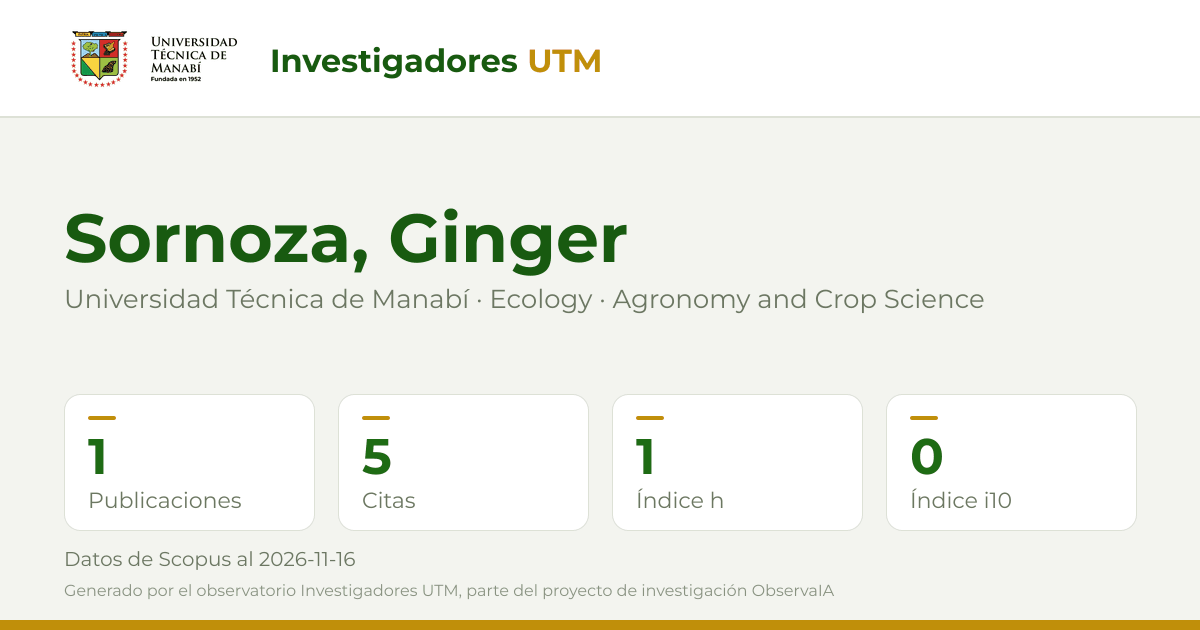 UNIVERSIDAD
TÉCNICA DE
MANABÍ
Fundada en 1952
Investigadores UTM
Sornoza, Ginger
Universidad Técnica de Manabí · Ecology · Agronomy and Crop Science
1
Publicaciones
5
Citas
1
Índice h
0
Índice i10
Datos de Scopus al 2026-11-16
Generado por el observatorio Investigadores UTM, parte del proyecto de investigación ObservaIA